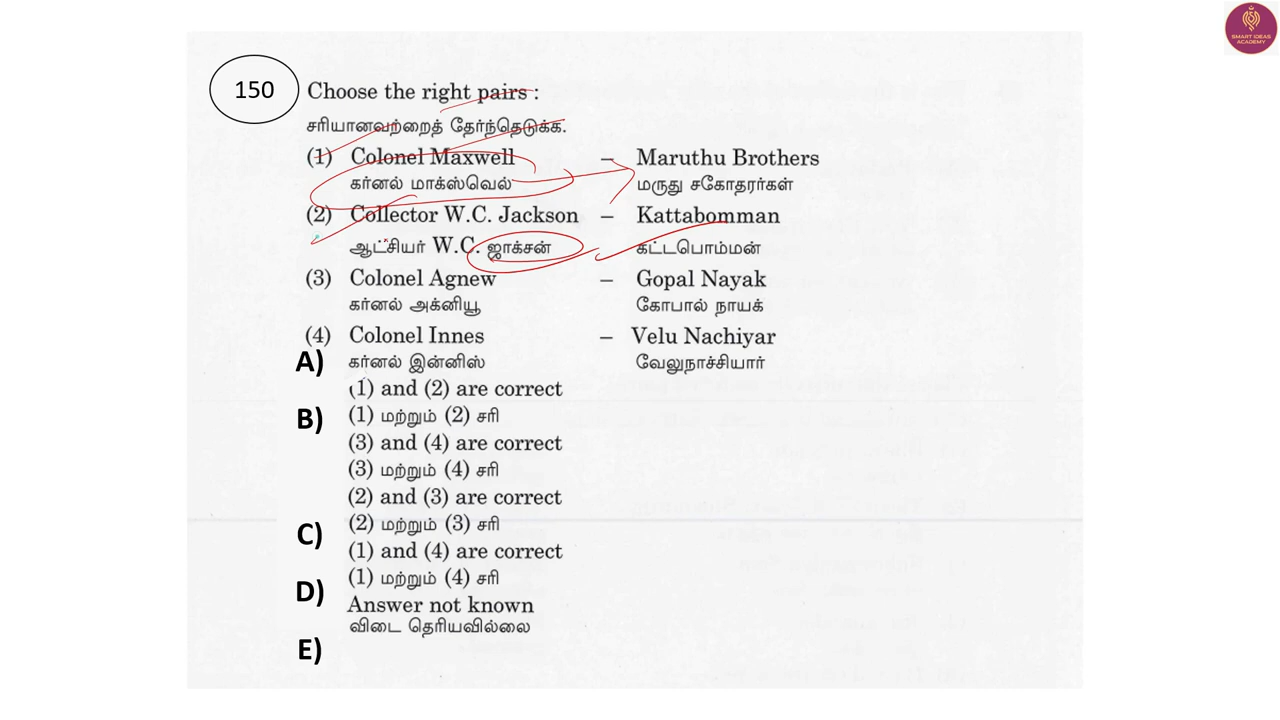 SMART IDEAS
ACADEMY
150
Choose the right pairs :
சரியானவற்றைத் தேர்ந்தெடுக்க.
(1) Colonel Maxwell – Maruthu Brothers
கர்னல் மாக்ஸ்வெல் மருது சகோதரர்கள்
(2) Collector W.C. Jackson – Kattabomman
ஆட்சியர் W.C. ஜாக்சன் கட்டபொம்மன்
(3) Colonel Agnew – Gopal Nayak
கர்னல் அக்னியூ கோபால் நாயக்
(4) Colonel Innes – Velu Nachiyar
A) கர்னல் இன்னிஸ் வேலுநாச்சியார்
(1) and (2) are correct
B) (1) மற்றும் (2) சரி
(3) and (4) are correct
(3) மற்றும் (4) சரி
(2) and (3) are correct
C) (2) மற்றும் (3) சரி
(1) and (4) are correct
D) (1) மற்றும் (4) சரி
Answer not known
விடை தெரியவில்லை
E)